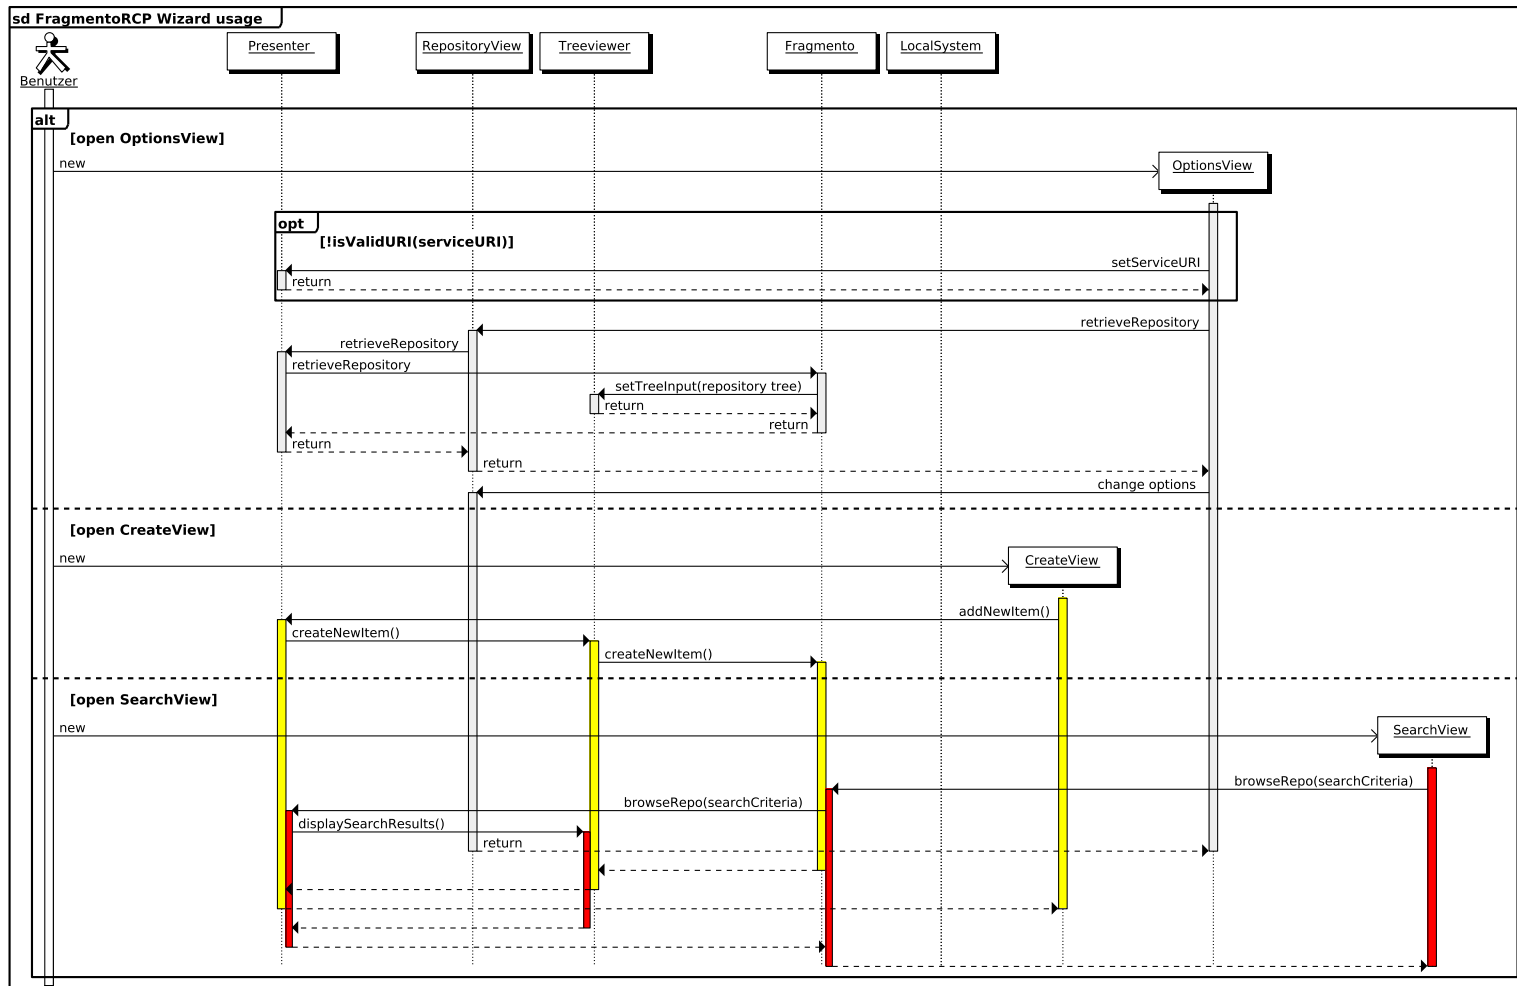 sd FragmentoRCP Wizard usage
Benutzer
Presenter
RepositoryView
Treeviewer
Fragmento
LocalSystem
alt
[open OptionsView]
new
OptionsView
opt
[!isValidURI(serviceURI)]
setServiceURI
return
retrieveRepository
retrieveRepository
retrieveRepository
setTreeInput(repository tree)
return
return
return
return
change options
[open CreateView]
new
CreateView
addNewItem()
createNewItem()
createNewItem()
[open SearchView]
new
SearchView
browseRepo(searchCriteria)
browseRepo(searchCriteria)
displaySearchResults()
return